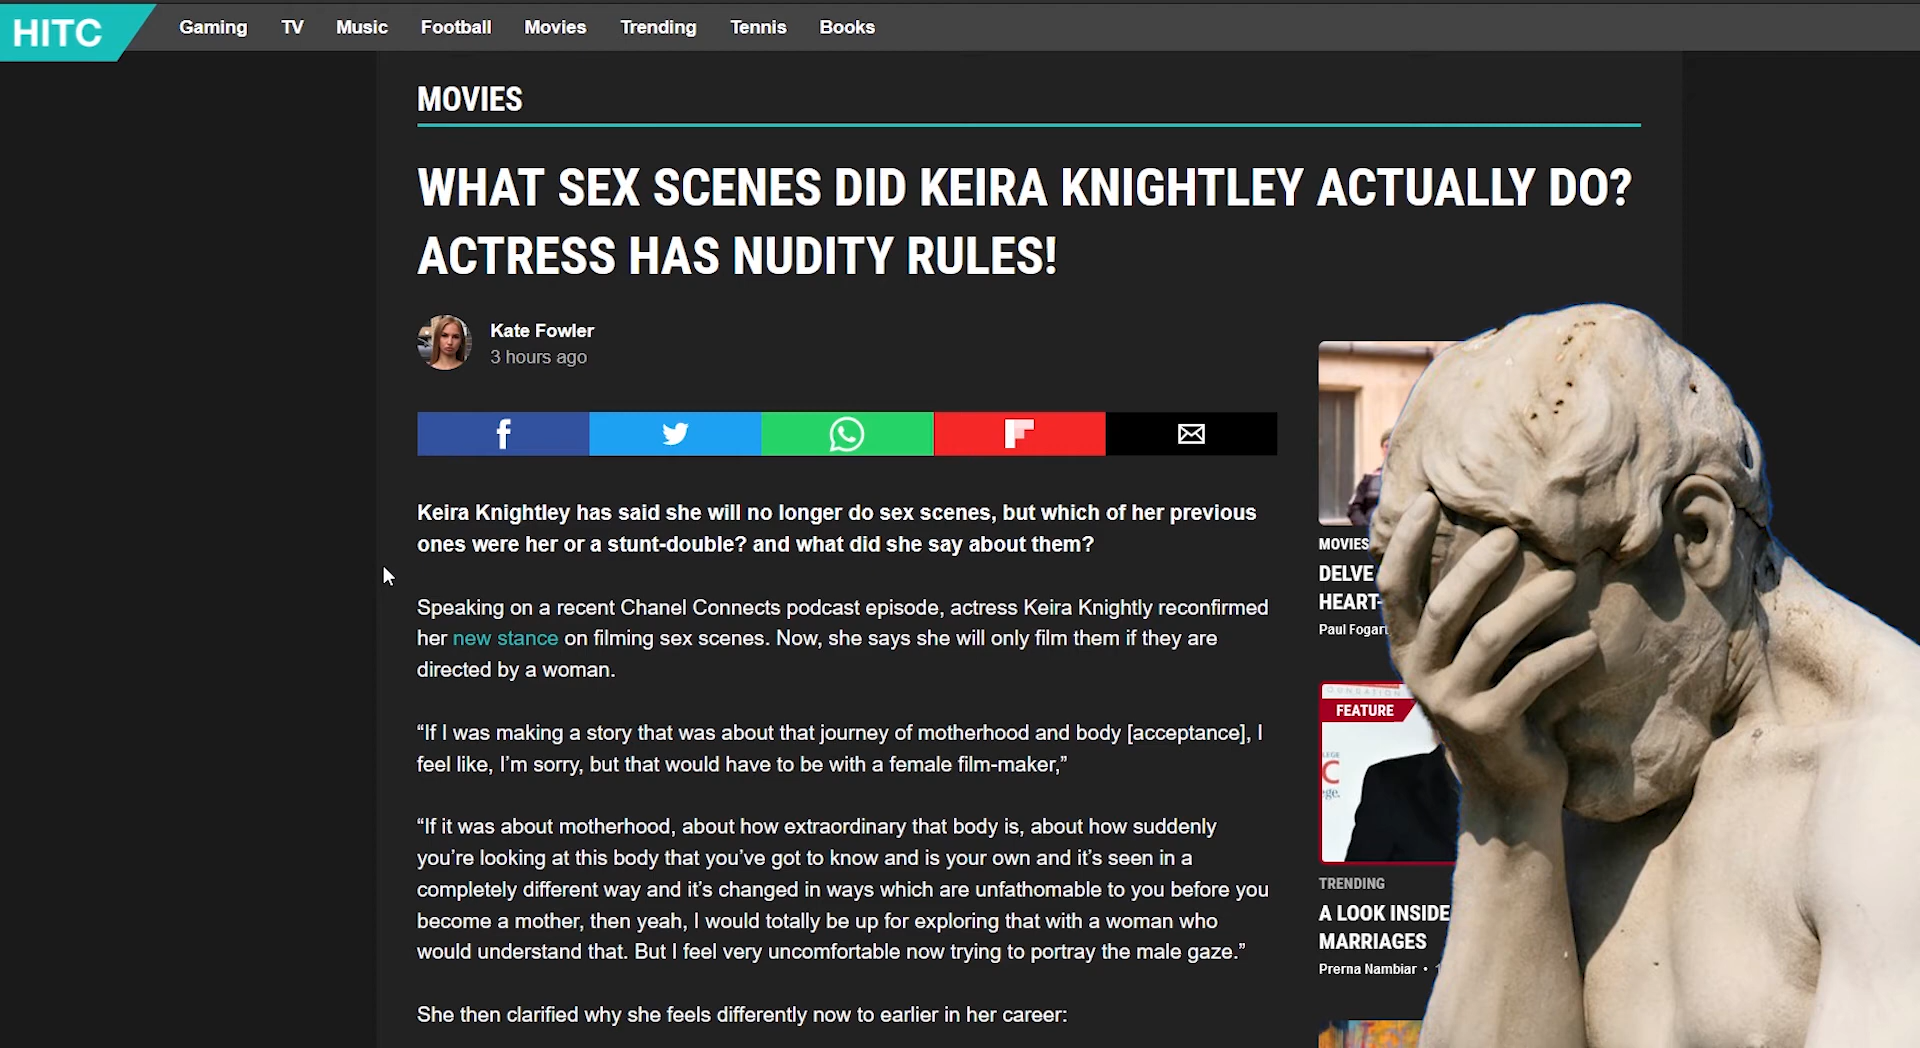 HITC
Gaming TV Music Football Movies Trending Tennis Books
MOVIES
WHAT SEX SCENES DID KEIRA KNIGHTLEY ACTUALLY DO?
ACTRESS HAS NUDITY RULES!
Kate Fowler
3 hours ago
Keira Knightley has said she will no longer do sex scenes, but which of her previous
ones were her or a stunt-double? and what did she say about them?
Speaking on a recent Chanel Connects podcast episode, actress Keira Knightly reconfirmed
her new stance on filming sex scenes. Now, she says she will only film them if they are
directed by a woman.
“If I was making a story that was about that journey of motherhood and body [acceptance], I
feel like, I’m sorry, but that would have to be with a female film-maker,”
“If it was about motherhood, about how extraordinary that body is, about how suddenly
you’re looking at this body that you’ve got to know and is your own and it’s seen in a
completely different way and it’s changed in ways which are unfathomable to you before you
become a mother, then yeah, I would totally be up for exploring that with a woman who
would understand that. But I feel very uncomfortable now trying to portray the male gaze.”
She then clarified why she feels differently now to earlier in her career:
MOVIES
DELVE
HEART-
Paul Fogart
FEATURE
TRENDING
A LOOK INSIDE
MARRIAGES
Prerna Nambiar •